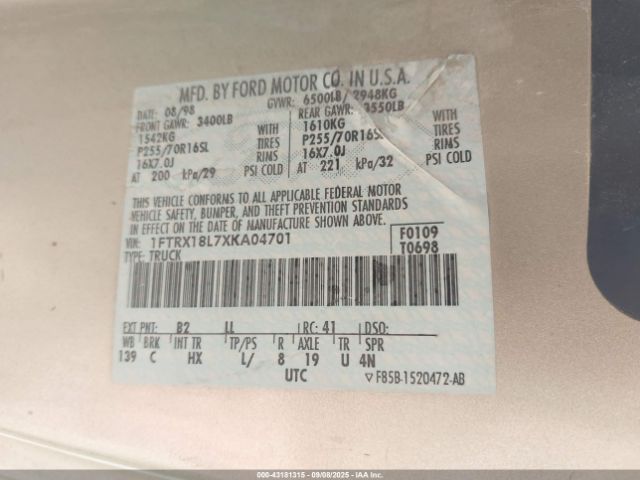 MFD. BY FORD MOTOR CO. IN U.S.A.
DATE: 08/98 GVWR: 6500LB/ 2948KG
FRONT GAWR: 3400LB REAR GAWR: 3550LB
1542KG WITH 1610KG WITH
P255/70R16SL TIRES P255/70R16SL TIRES
16X7.0J RIMS 16X7.0J RIMS
AT 200 kPa/29 PSI COLD AT 221 kPa/32 PSI COLD
THIS VEHICLE CONFORMS TO ALL APPLICABLE FEDERAL MOTOR
VEHICLE SAFETY, BUMPER, AND THEFT PREVENTION STANDARDS
IN EFFECT ON THE DATE OF MANUFACTURE SHOWN ABOVE.
VIN: 1FTRX18L7XKA04701 F0109
TYPE: TRUCK T0698
EXT PNT: B2 LL RC: 41 DSO:
WB BRK INT TR TP/PS R AXLE TR SPR
139 C HX L/ 8 19 U 4N
UTC F85B-1520472-AB
000-43181315 - 09/08/2025 - IAA Inc.